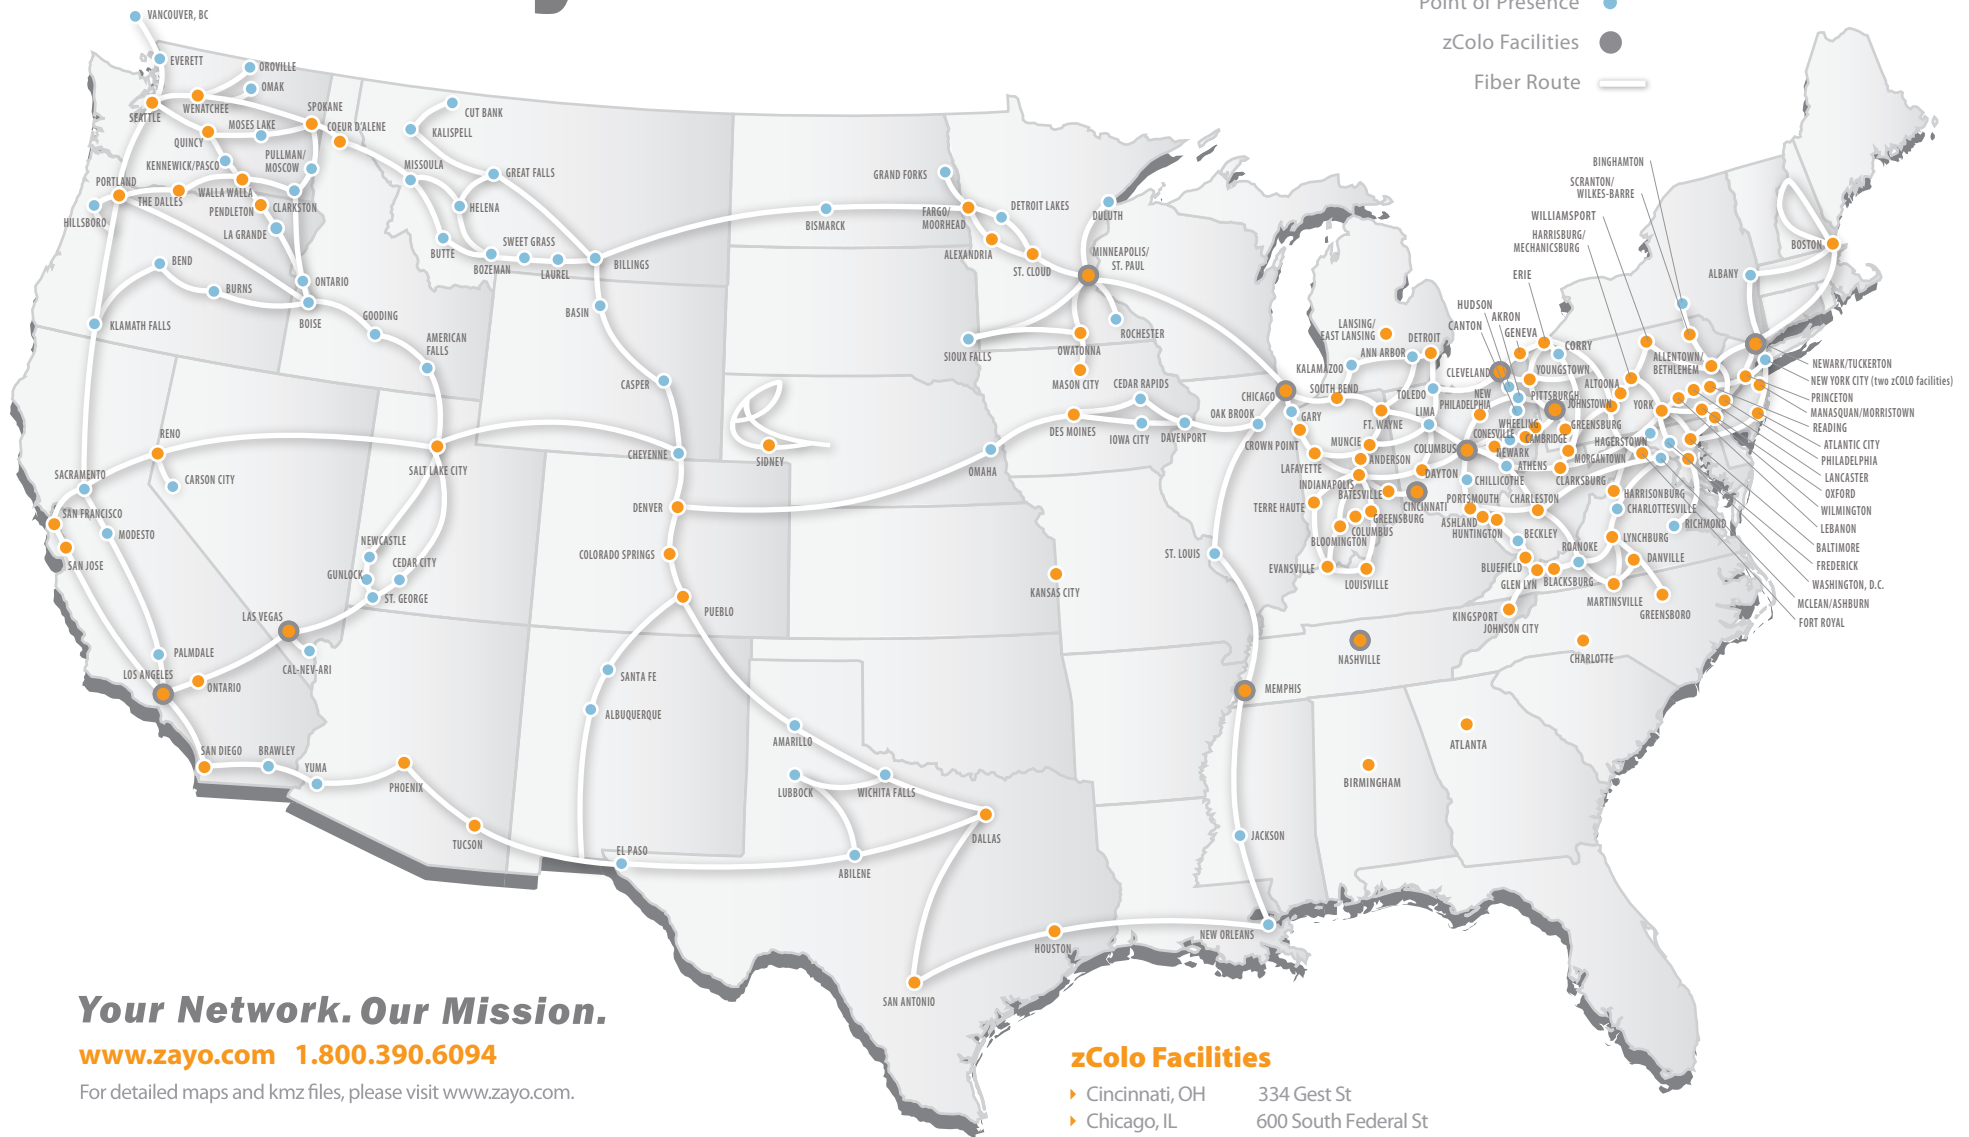 Point of Presence
zColo Facilities
Fiber Route
VANCOUVER, BC
EVERETT
OROVILLE
OMAK
SEATTLE
WENATCHEE
SPOKANE
COEUR D'ALENE
QUINCY
MOSES LAKE
KENNEWICK/PASCO
PULLMAN/
MOSCOW
PORTLAND
THE DALLES
WALLA WALLA
PENDLETON
CLARKSTON
HILLSBORO
LA GRANDE
BEND
BURNS
ONTARIO
BOISE
KLAMATH FALLS
GOODING
AMERICAN
FALLS
CUT BANK
KALISPELL
MISSOULA
GREAT FALLS
HELENA
BUTTE
BOZEMAN
SWEET GRASS
LAUREL
BILLINGS
BASIN
CASPER
CHEYENNE
SIDNEY
RENO
CARSON CITY
SACRAMENTO
SAN FRANCISCO
MODESTO
SAN JOSE
SALT LAKE CITY
NEWCASTLE
GUNLOCK
CEDAR CITY
ST. GEORGE
LAS VEGAS
CAL-NEV-ARI
PALMDALE
LOS ANGELES
ONTARIO
SAN DIEGO
BRAWLEY
YUMA
PHOENIX
TUCSON
DENVER
COLORADO SPRINGS
PUEBLO
SANTA FE
ALBUQUERQUE
EL PASO
AMARILLO
LUBBOCK
WICHITA FALLS
ABILENE
DALLAS
SAN ANTONIO
HOUSTON
NEW ORLEANS
JACKSON
MEMPHIS
ST. LOUIS
KANSAS CITY
BISMARCK
GRAND FORKS
FARGO/
MOORHEAD
DETROIT LAKES
ALEXANDRIA
ST. CLOUD
DULUTH
MINNEAPOLIS/
ST. PAUL
ROCHESTER
SIOUX FALLS
OWATONNA
MASON CITY
CEDAR RAPIDS
DES MOINES
IOWA CITY
DAVENPORT
OMAHA
CHICAGO
OAK BROOK
GARY
CROWN POINT
SOUTH BEND
KALAMAZOO
LANSING/
EAST LANSING
ANN ARBOR
DETROIT
TOLEDO
FT. WAYNE
LIMA
MUNCIE
ANDERSON
LAFAYETTE
INDIANAPOLIS
TERRE HAUTE
BATESVILLE
GREENSBURG
COLUMBUS
BLOOMINGTON
EVANSVILLE
LOUISVILLE
CINCINNATI
DAYTON
COLUMBUS
CLEVELAND
HUDSON
AKRON
CANTON
GENEVA
ERIE
CORRY
YOUNGSTOWN
NEW
PHILADELPHIA
PITTSBURGH
WHEELING
CONESVILLE
CAMBRIDGE
NEWARK
ATHENS
CHILLICOTHE
PORTSMOUTH
ASHLAND
HUNTINGTON
CHARLESTON
CLARKSBURG
MORGANTOWN
GREENSBURG
JOHNSTOWN
ALTOONA
HAGERSTOWN
YORK
ALLENTOWN/
BETHLEHEM
HARRISONBURG
CHARLOTTESVILLE
RICHMOND
LYNCHBURG
ROANOKE
DANVILLE
BECKLEY
BLUEFIELD
GLEN LYN
BLACKSBURG
MARTINSVILLE
GREENSBORO
KINGSPORT
JOHNSON CITY
CHARLOTTE
NASHVILLE
ATLANTA
BIRMINGHAM
BINGHAMTON
SCRANTON/
WILKES-BARRE
WILLIAMSPORT
HARRISBURG/
MECHANICSBURG
ALBANY
BOSTON
NEWARK/TUCKERTON
NEW YORK CITY (two zCOLO facilities)
PRINCETON
MANASQUAN/MORRISTOWN
READING
ATLANTIC CITY
PHILADELPHIA
LANCASTER
OXFORD
WILMINGTON
LEBANON
BALTIMORE
FREDERICK
WASHINGTON, D.C.
MCLEAN/ASHBURN
FORT ROYAL
Your Network. Our Mission.
www.zayo.com 1.800.390.6094
For detailed maps and kmz files, please visit www.zayo.com.
zColo Facilities
Cincinnati, OH 334 Gest St
Chicago, IL 600 South Federal St